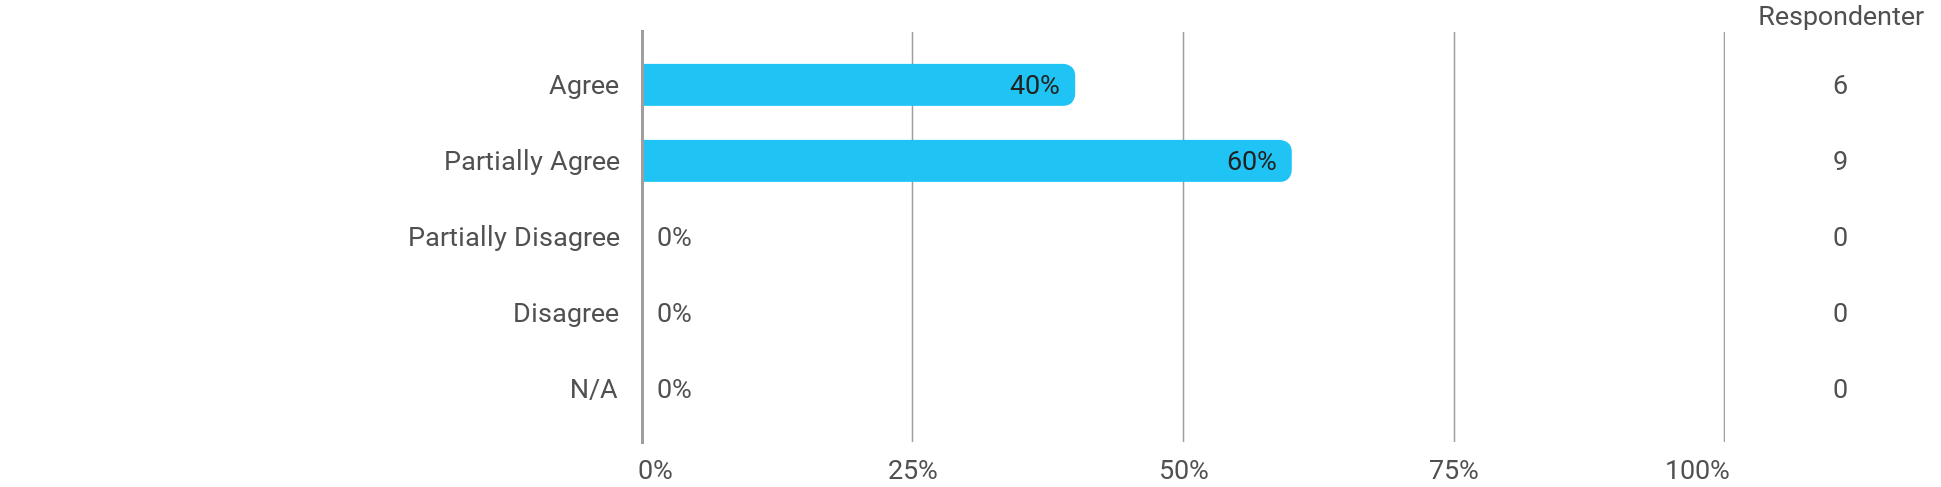 Respondenter
Agree 40% 6
Partially Agree 60% 9
Partially Disagree 0% 0
Disagree 0% 0
N/A 0% 0
0% 25% 50% 75% 100%